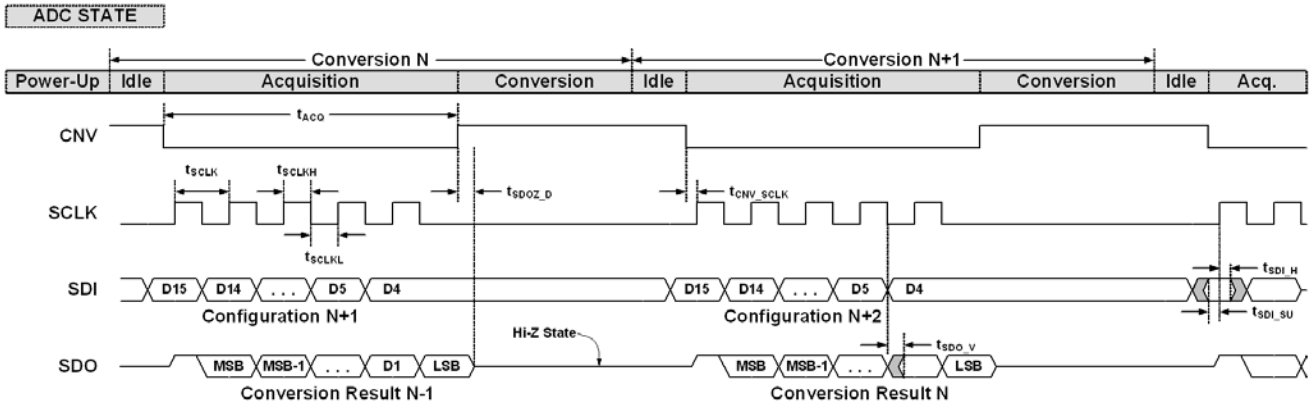 ADC STATE
Conversion N Conversion N+1
Power-Up Idle Acquisition Conversion Idle Acquisition Conversion Idle Acq.
tACQ
CNV
tSCLK tSCLKH tSDOZ_D tCNV_SCLK
SCLK
tSCLKL
tSDI_H
SDI D15 D14 . . . D5 D4 D15 D14 . . . D5 D4
tSDI_SU
Configuration N+1 Configuration N+2
Hi-Z State
tSDO_V
SDO MSB MSB-1 . . . D1 LSB MSB MSB-1 . . . LSB
Conversion Result N-1 Conversion Result N